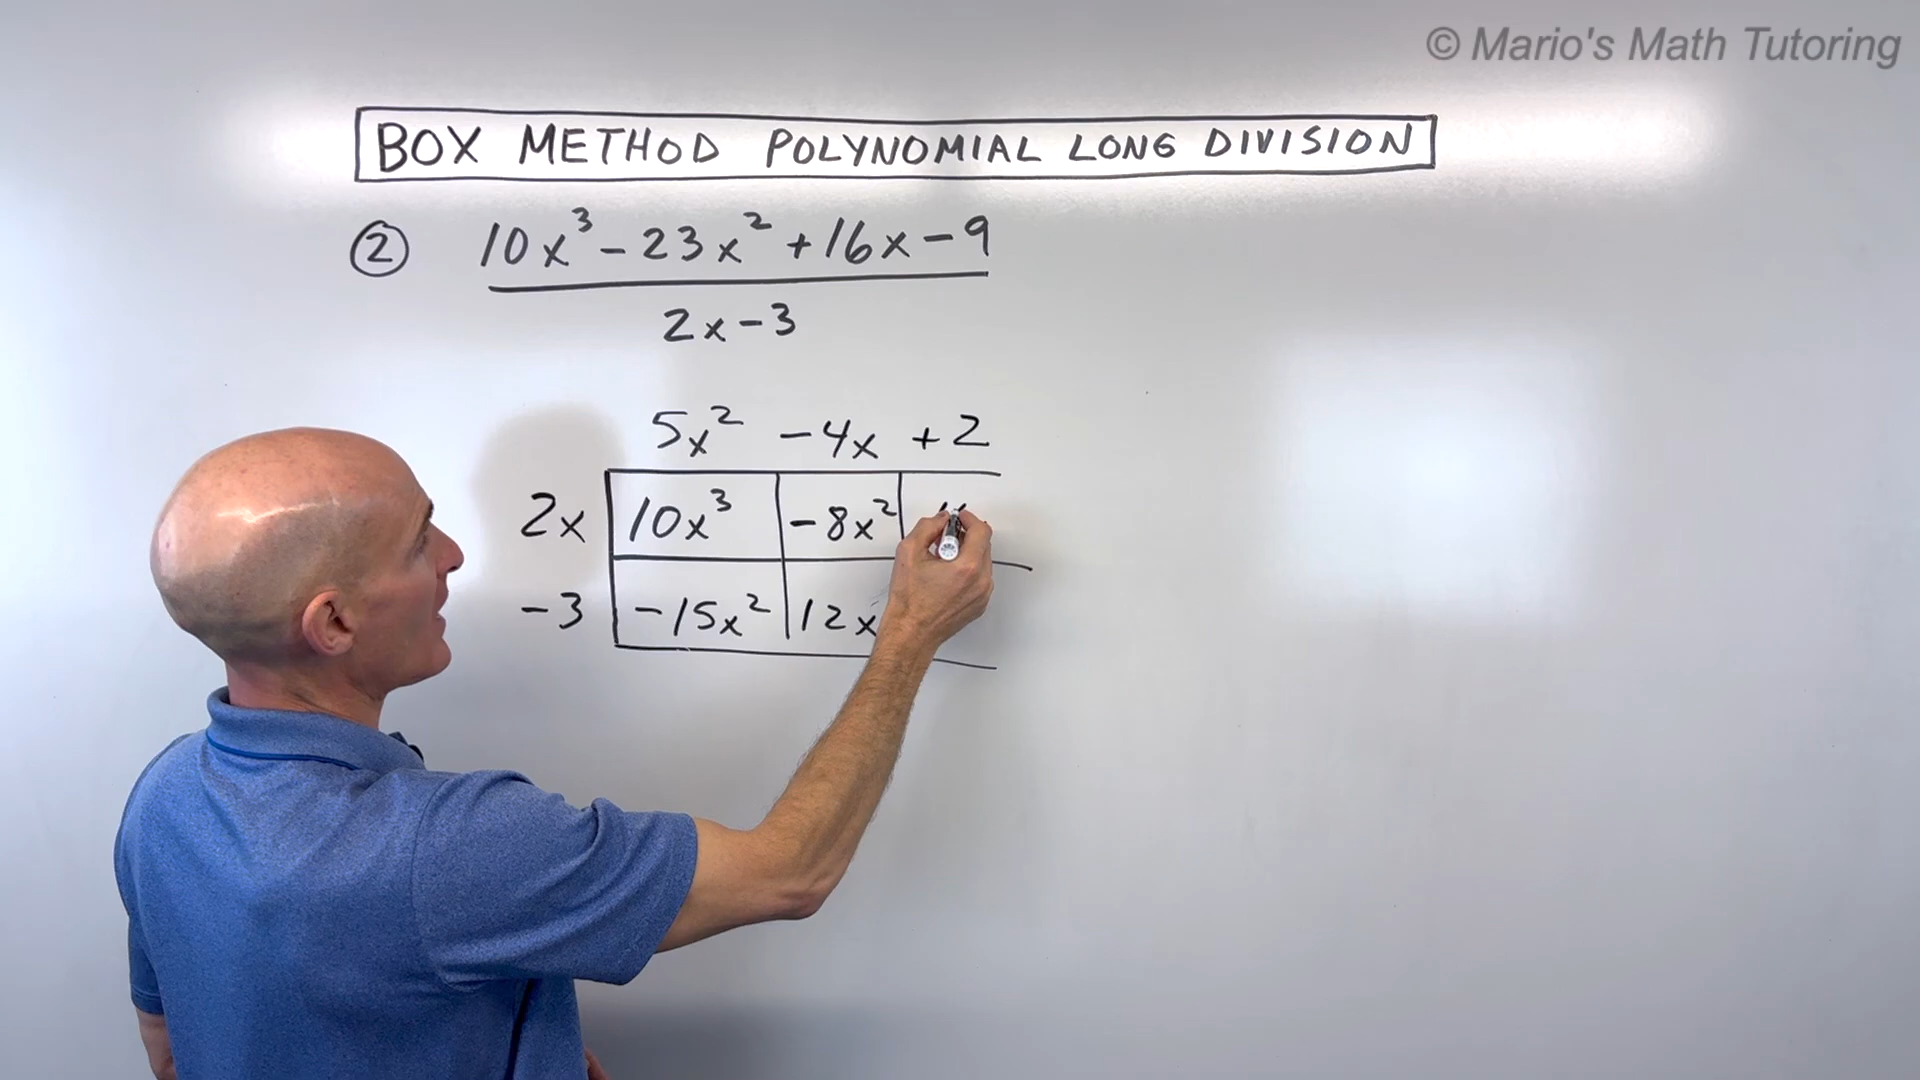 © Mario's Math Tutoring
BOX METHOD POLYNOMIAL LONG DIVISION
② 10x³ - 23x² + 16x - 9
2x - 3
5x² - 4x + 2
2x 10x³ - 8x²
- 3 - 15x² 12x